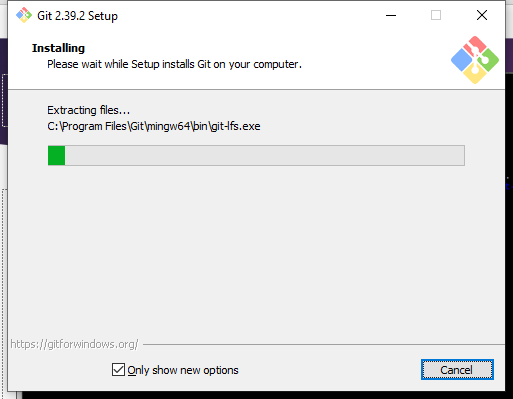 Git 2.39.2 Setup
Installing
Please wait while Setup installs Git on your computer.
Extracting files...
C:\Program Files\Git\mingw64\bin\git-lfs.exe
https://gitforwindows.org/
Only show new options
Cancel